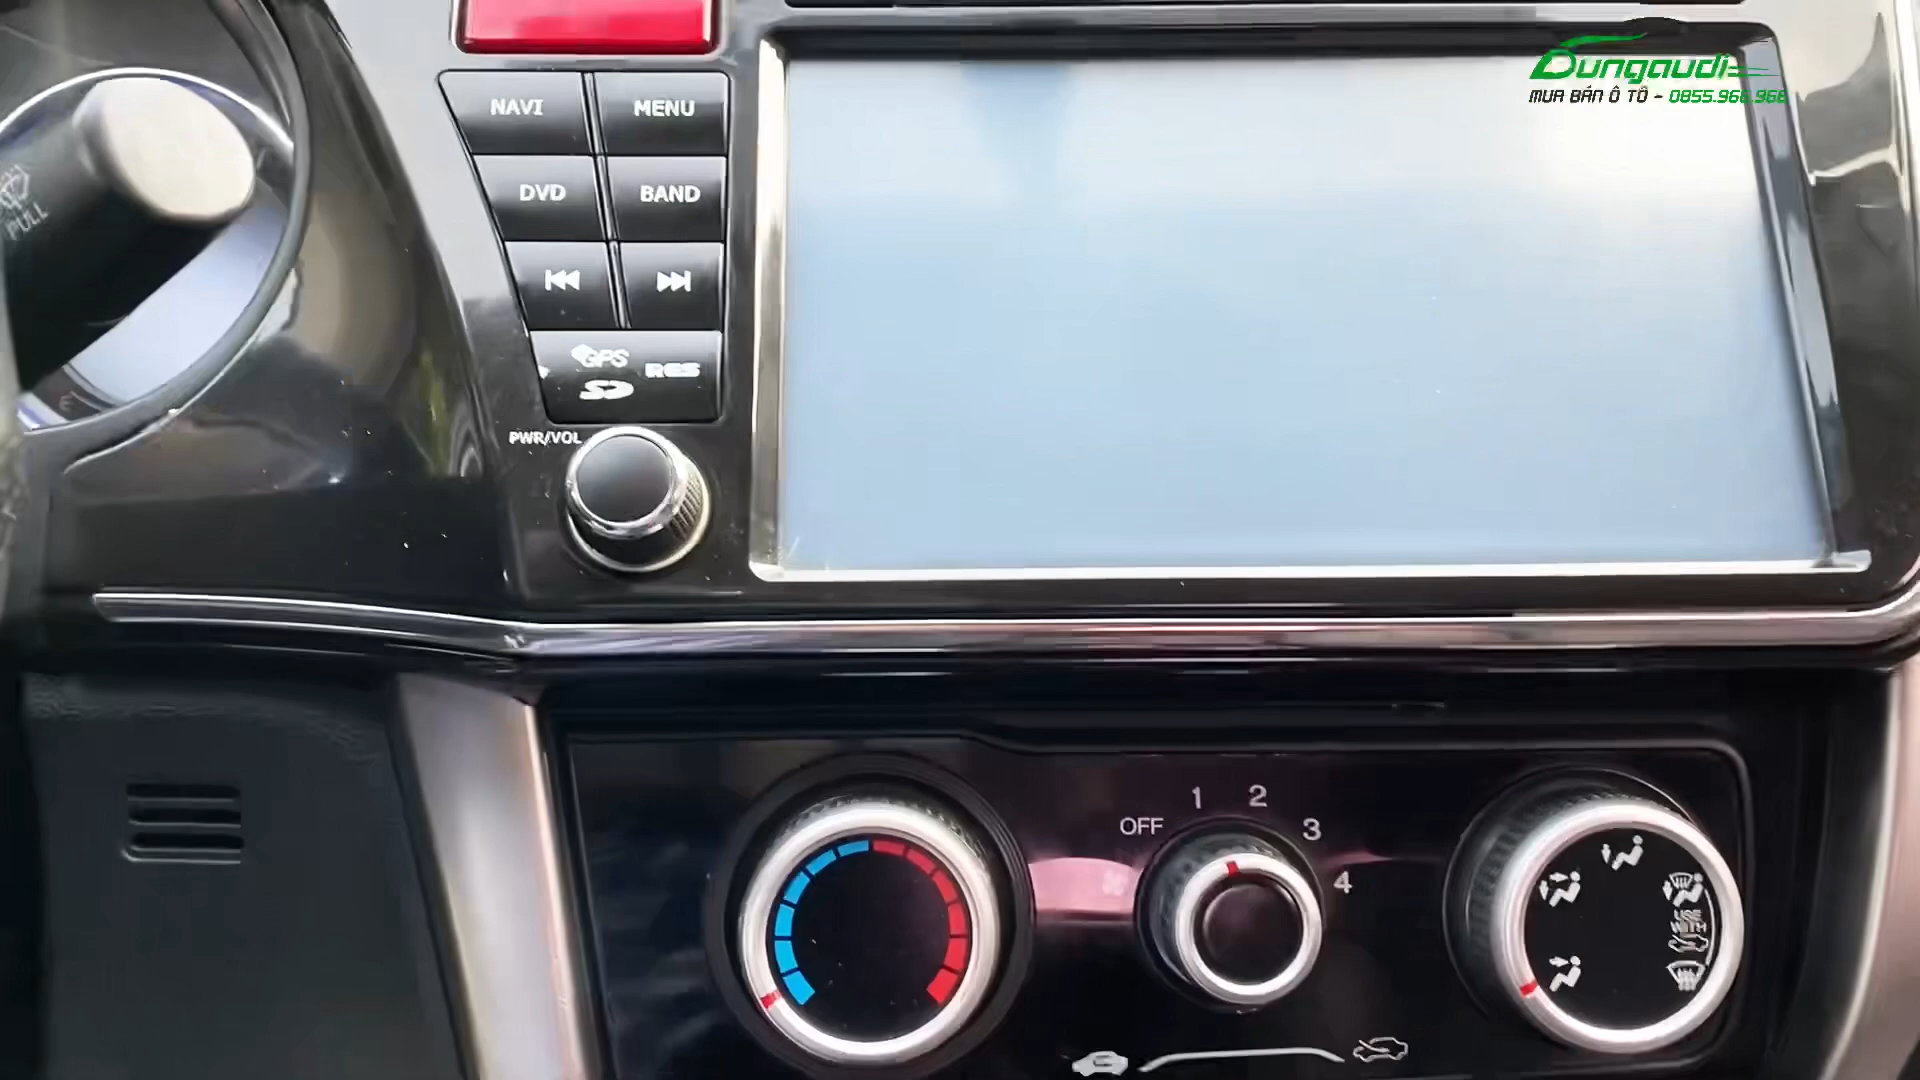 Dungaudi
MUA BÁN Ô TÔ - 0855.966.966
NAVI
MENU
DVD
BAND
PULL
GPS
RES
SD
PWR/VOL
OFF
1
2
3
4
USE
WITH
E